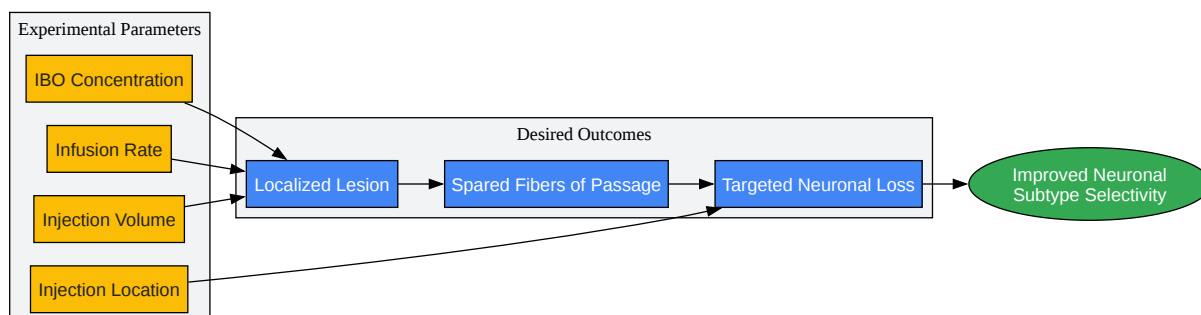 Experimental Parameters
IBO Concentration
Infusion Rate
Injection Volume
Injection Location
Desired Outcomes
Localized Lesion
Spared Fibers of Passage
Targeted Neuronal Loss
Improved Neuronal
Subtype Selectivity